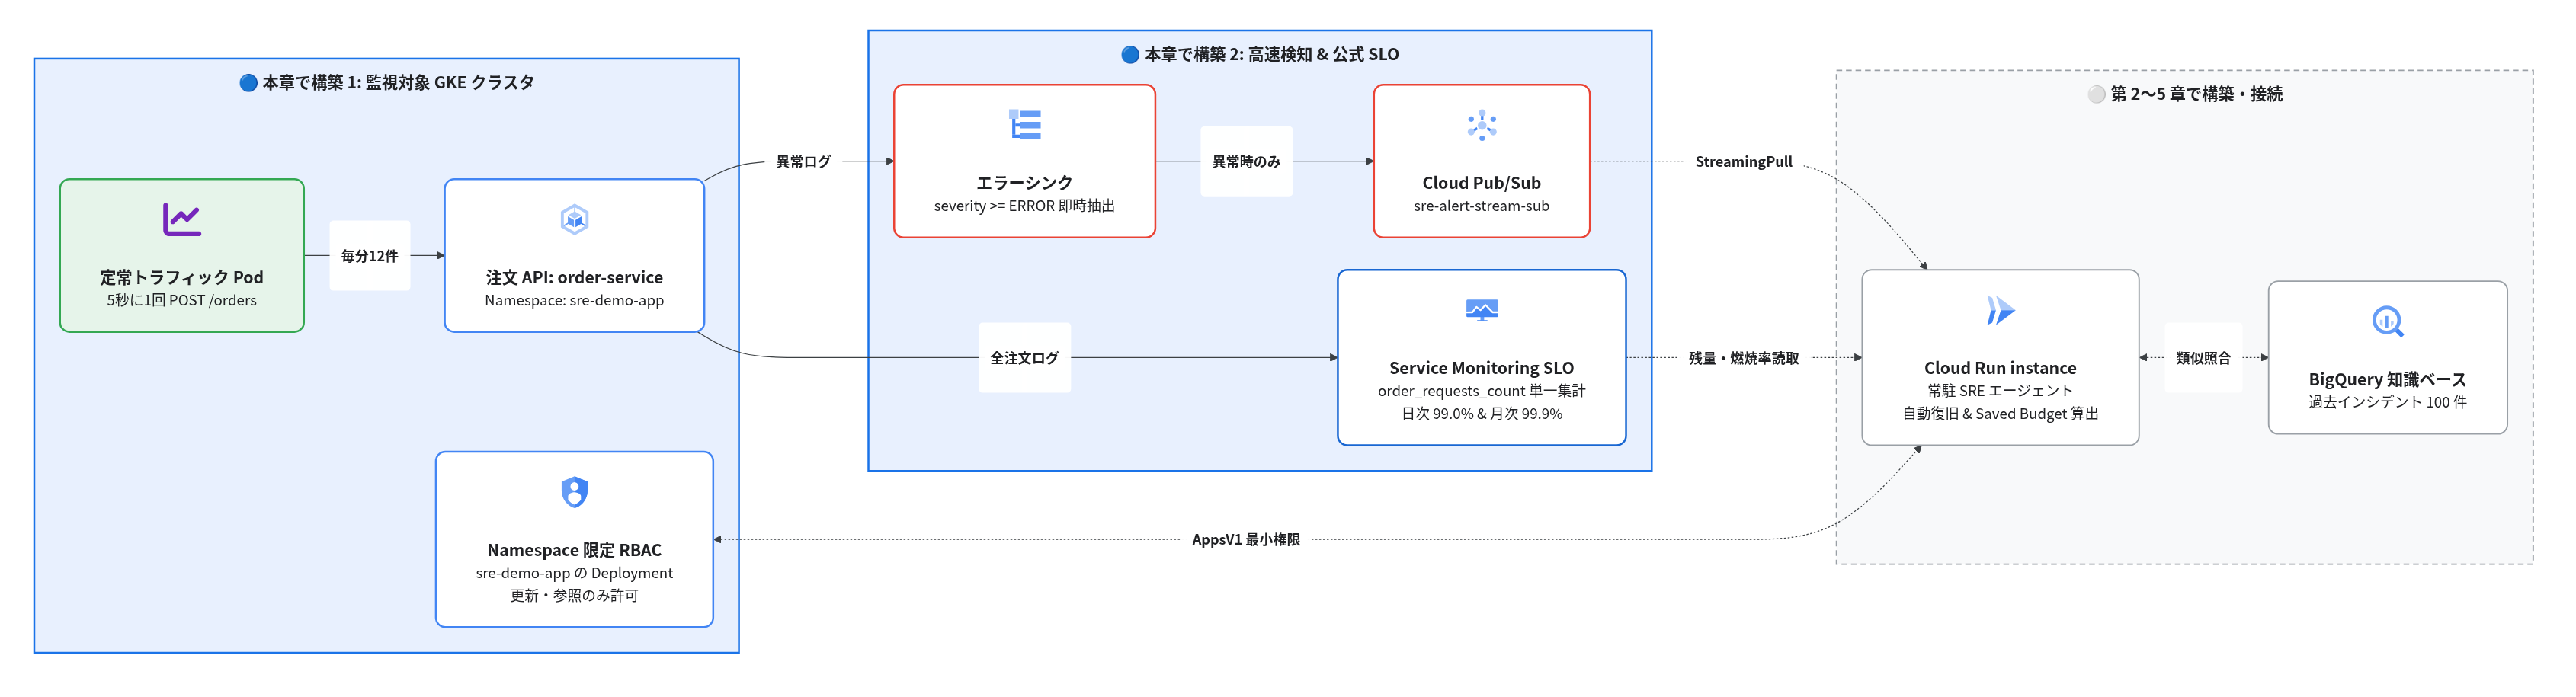 🔵 本章で構築 1: 監視対象 GKE クラスタ
定常トラフィック Pod
5秒に1回 POST /orders
毎分12件
注文 API: order-service
Namespace: sre-demo-app
Namespace 限定 RBAC
sre-demo-app の Deployment
更新・参照のみ許可
異常ログ
全注文ログ
🔵 本章で構築 2: 高速検知 & 公式 SLO
エラーシンク
severity >= ERROR 即時抽出
異常時のみ
Cloud Pub/Sub
sre-alert-stream-sub
Service Monitoring SLO
order_requests_count 単一集計
日次 99.0% & 月次 99.9%
StreamingPull
残量・燃焼率読取
AppsV1 最小権限
⚪ 第 2〜5 章で構築・接続
Cloud Run instance
常駐 SRE エージェント
自動復旧 & Saved Budget 算出
類似照合
BigQuery 知識ベース
過去インシデント 100 件